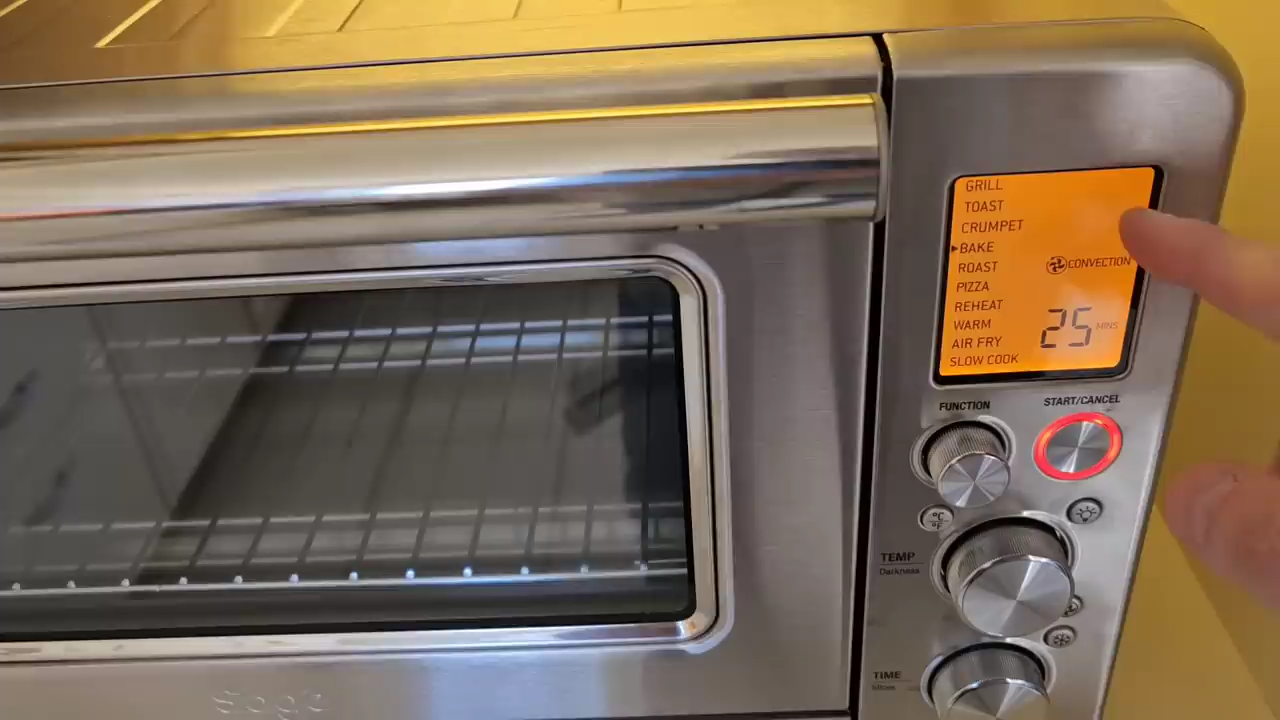 GRILL
TOAST
CRUMPET
BAKE
ROAST
CONVECTION
PIZZA
REHEAT
WARM
25 MINS
AIR FRY
SLOW COOK
FUNCTION
START/CANCEL
°C
°F
TEMP
Darkness
TIME
Slices
sage